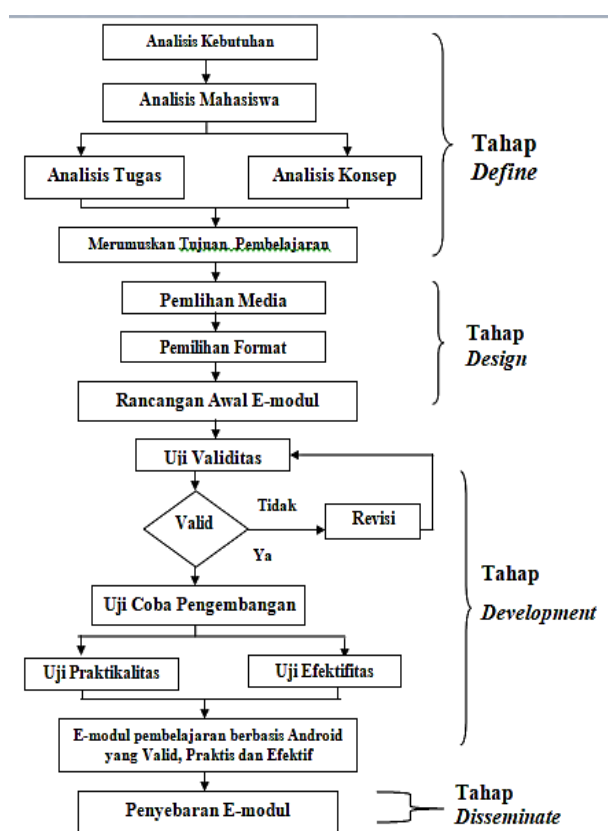 Analisis Kebutuhan
Analisis Mahasiswa
Analisis Tugas
Analisis Konsep
Merumuskan Tujuan Pembelajaran
Tahap
Define
Pemlihan Media
Pemilihan Format
Rancangan Awal E-modul
Tahap
Design
Uji Validitas
Valid
Tidak
Revisi
Ya
Uji Coba Pengembangan
Uji Praktikalitas
Uji Efektifitas
E-modul pembelajaran berbasis Android
yang Valid, Praktis dan Efektif
Tahap
Development
Penyebaran E-modul
Tahap
Disseminate